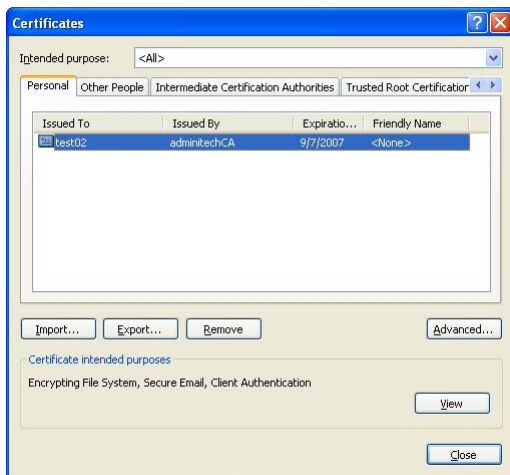 Certificates
Intended purpose: <All>
Personal Other People Intermediate Certification Authorities Trusted Root Certification
Issued To Issued By Expiratio... Friendly Name
test02 adminitechCA 9/7/2007 <None>
Import... Export... Remove Advanced...
Certificate intended purposes
Encrypting File System, Secure Email, Client Authentication
View
Close